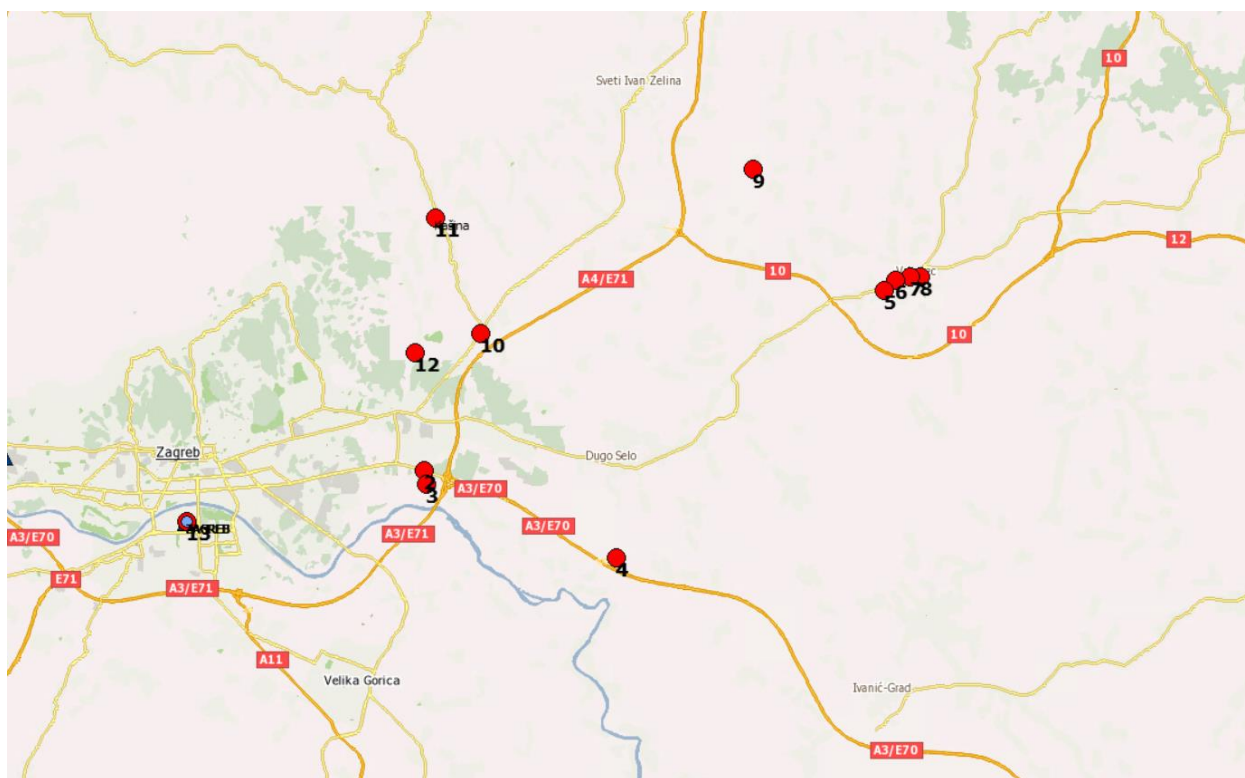 10
Sveti Ivan Zelina
9
11
12
A4/E71
10
5
6
7
8
10
10
12
Zagreb
Dugo Selo
2
3
A3/E70
A3/E70
A3/E70
A3/E71
13
4
E71
A3/E71
A11
Velika Gorica
Ivanić-Grad
A3/E70